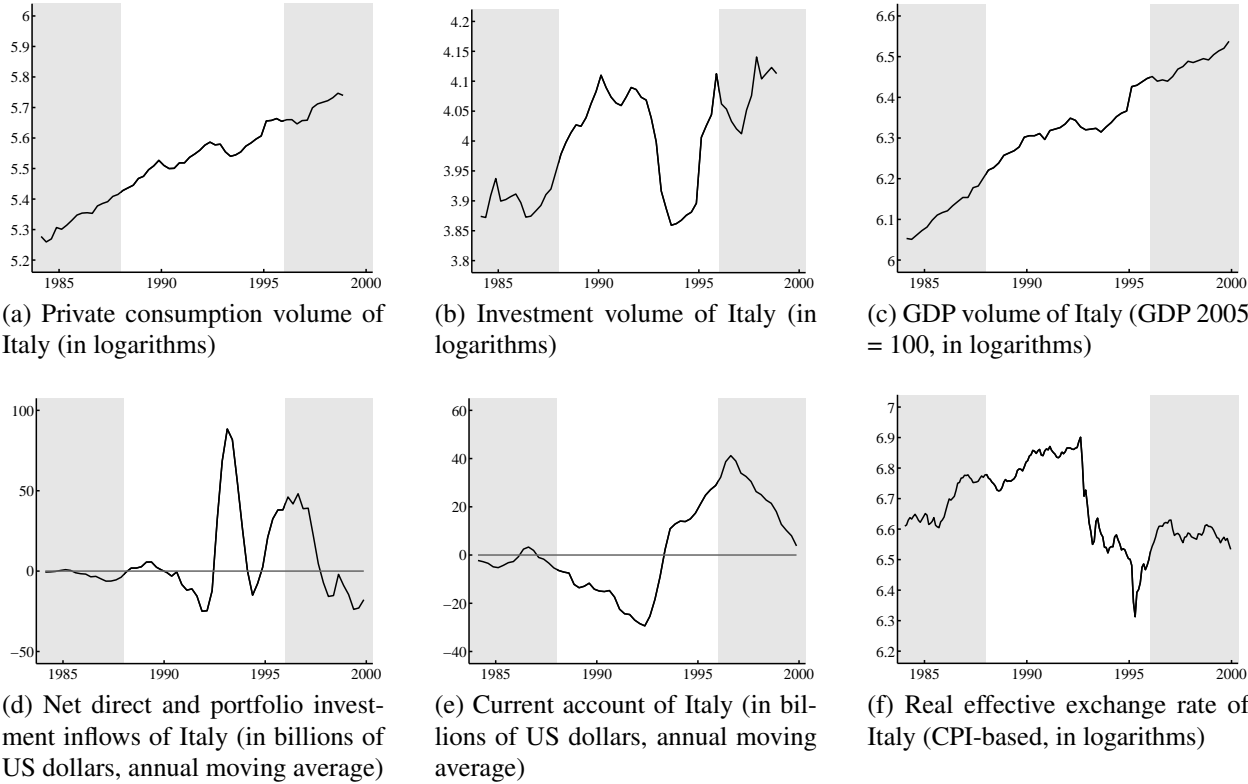 6
5.9
5.8
5.7
5.6
5.5
5.4
5.3
5.2
1985 1990 1995 2000
(a) Private consumption volume of
Italy (in logarithms)
4.2
4.15
4.1
4.05
4
3.95
3.9
3.85
3.8
1985 1990 1995 2000
(b) Investment volume of Italy (in
logarithms)
6.6
6.5
6.4
6.3
6.2
6.1
6
1985 1990 1995 2000
(c) GDP volume of Italy (GDP 2005
= 100, in logarithms)
100
50
0
−50
1985 1990 1995 2000
(d) Net direct and portfolio invest-
ment inflows of Italy (in billions of
US dollars, annual moving average)
60
40
20
0
−20
−40
1985 1990 1995 2000
(e) Current account of Italy (in bil-
lions of US dollars, annual moving
average)
7
6.9
6.8
6.7
6.6
6.5
6.4
6.3
6.2
1985 1990 1995 2000
(f) Real effective exchange rate of
Italy (CPI-based, in logarithms)